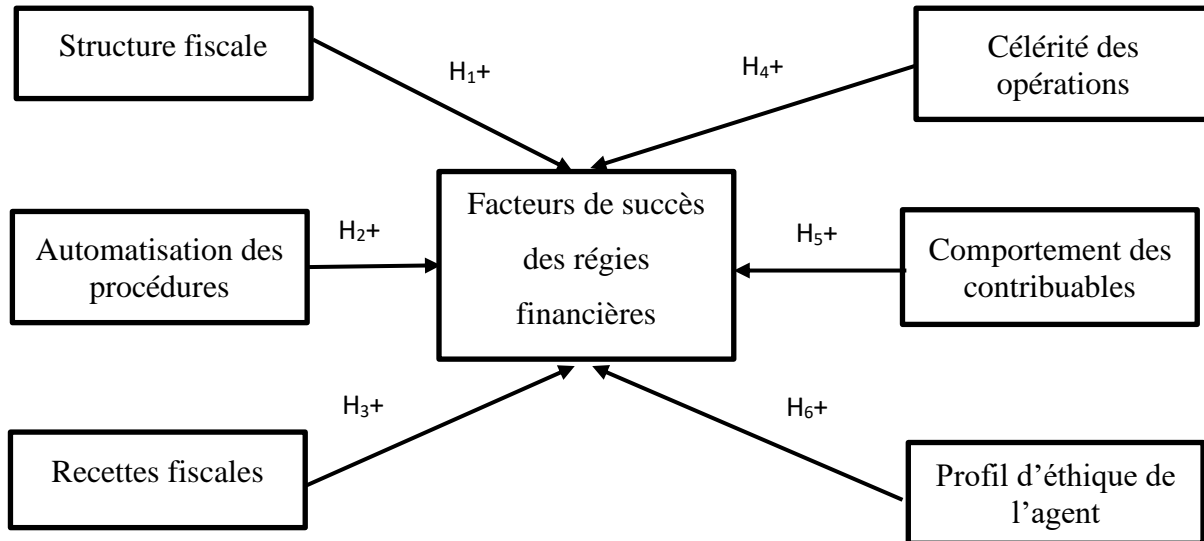 Structure fiscale
H₁+
H₄+
Célérité des
opérations
Automatisation des
procédures
H₂+
Facteurs de succès
des régies
financières
H₅+
Comportement des
contribuables
Recettes fiscales
H₃+
H₆+
Profil d’éthique de
l’agent